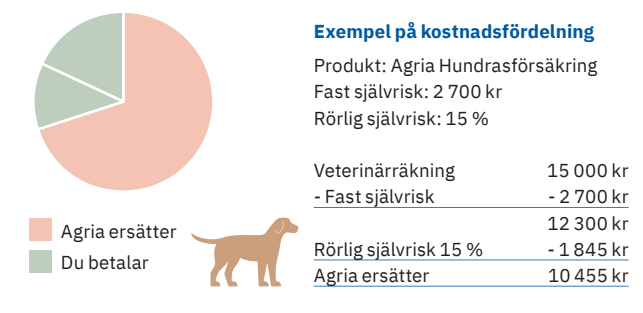 Exempel på kostnadsfördelning
Produkt: Agria Hundrasförsäkring
Fast självrisk: 2 700 kr
Rörlig självrisk: 15 %
Veterinärräkning 15 000 kr
- Fast självrisk - 2 700 kr
12 300 kr
Rörlig självrisk 15 % - 1 845 kr
Agria ersätter 10 455 kr
Agria ersätter
Du betalar